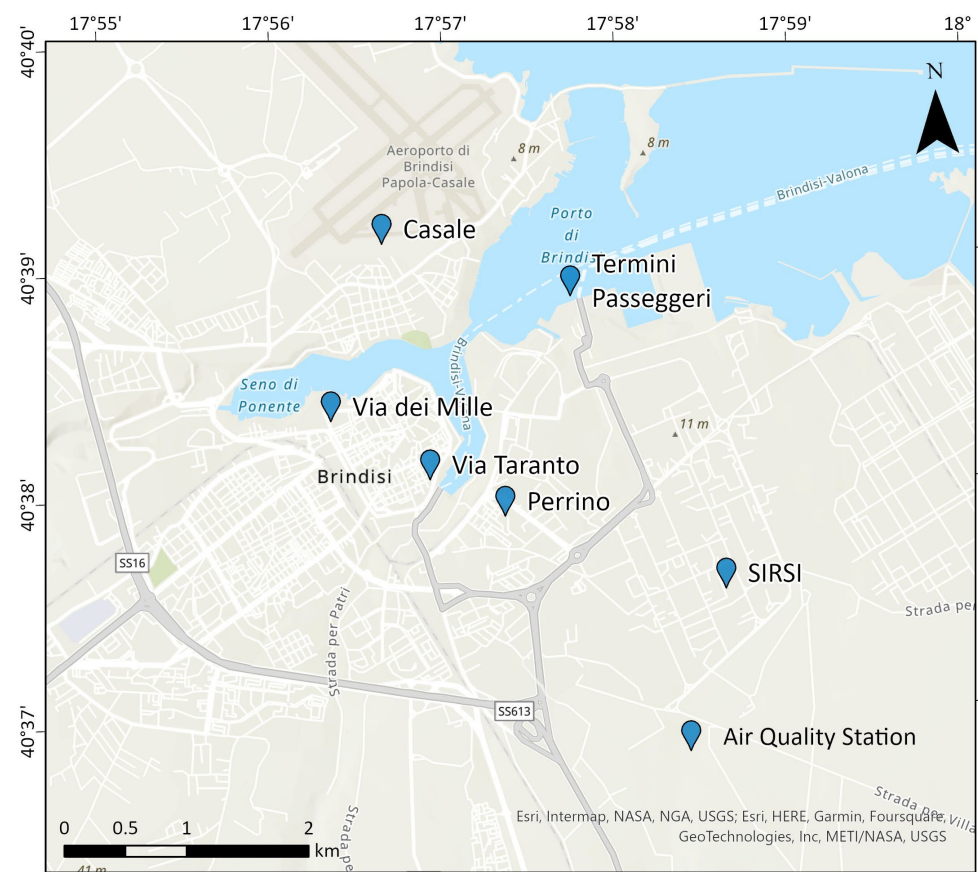 17°55'
17°56'
17°57'
17°58'
17°59'
18°
40°40'
N
8 m
8 m
Aeroporto di
Brindisi
Papola-Casale
Brindisi-Valona
Casale
Porto
di
Brindisi
Termini
Passeggeri
40°39'
Brindisi-Valona
Seno di
Ponente
Via dei Mille
11 m
Via Taranto
Brindisi
Perrino
40°38'
SS16
SIRSI
Strada per
Strada per Patri
SS613
40°37'
Air Quality Station
Strada per Villa
Strada pe
Esri, Intermap, NASA, NGA, USGS; Esri, HERE, Garmin, Foursquare,
GeoTechnologies, Inc, METI/NASA, USGS
0 0.5 1 2
km
41 m